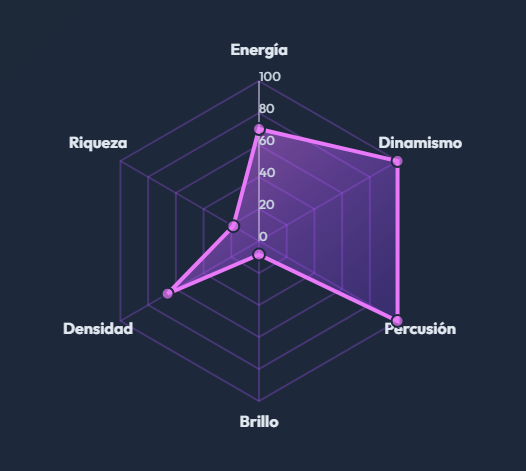 Energía
100
80
60
40
20
0
Riqueza
Dinamismo
Densidad
Percusión
Brillo